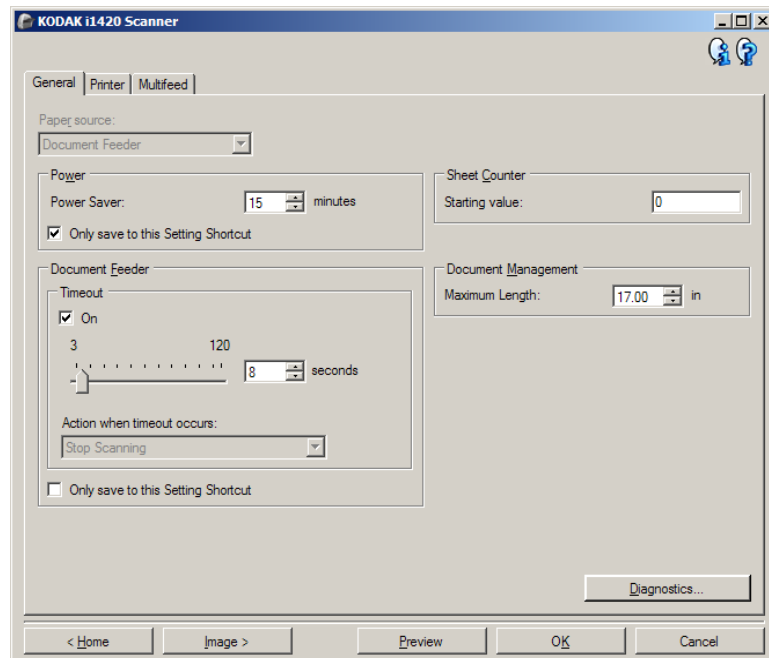 KODAK i1420 Scanner
General Printer Multifeed
Paper source:
Document Feeder
Power
Power Saver: 15 minutes
Only save to this Setting Shortcut
Sheet Counter
Starting value: 0
Document Feeder
Timeout
On
3 120
8 seconds
Action when timeout occurs:
Stop Scanning
Only save to this Setting Shortcut
Document Management
Maximum Length: 17.00 in
Diagnostics...
< Home Image > Preview OK Cancel